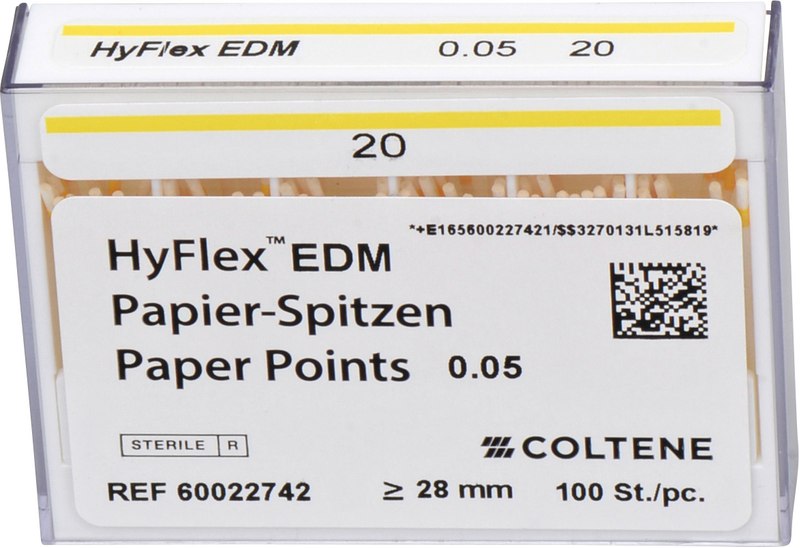 HyFlex EDM 0.05 20
20
*+E165600227421/$$3270131L515819*
HyFlex™ EDM
Papier-Spitzen
Paper Points 0.05
STERILE R
COLTENE
REF 60022742 ≥ 28 mm 100 St./pc.